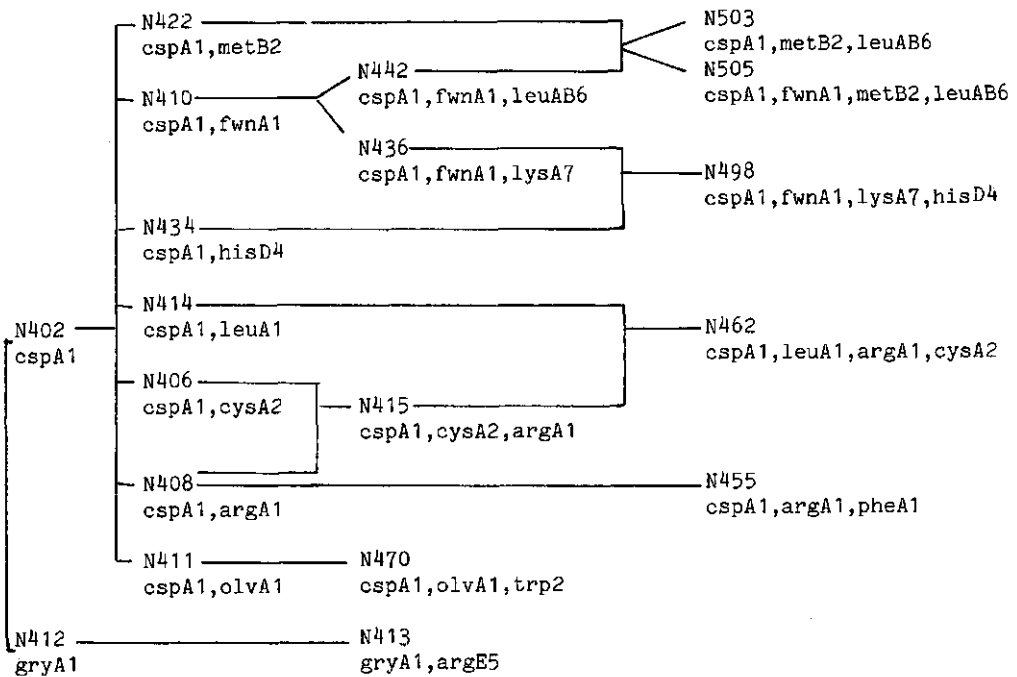 N422
cspA1,metB2
N503
cspA1,metB2,leuAB6
N442
cspA1,fwnA1,leuAB6
N505
cspA1,fwnA1,metB2,leuAB6
N410
cspA1,fwnA1
N436
cspA1,fwnA1,lysA7
N498
cspA1,fwnA1,lysA7,hisD4
N434
cspA1,hisD4
N414
cspA1,leuA1
N402
cspA1
N462
cspA1,leuA1,argA1,cysA2
N406
cspA1,cysA2
N415
cspA1,cysA2,argA1
N408
cspA1,argA1
N455
cspA1,argA1,pheA1
N411
cspA1,olvA1
N470
cspA1,olvA1,trp2
N412
gryA1
N413
gryA1,argE5